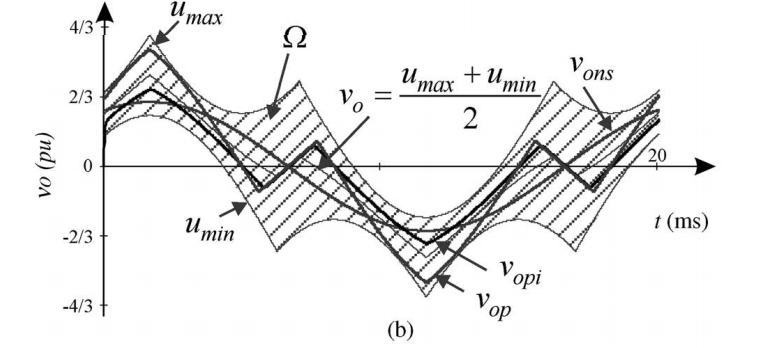 4/3
u_max
Ω
v_o = (u_max + u_min) / 2
v_ons
2/3
vo (pu)
0
20
u_min
t (ms)
-2/3
v_opi
v_op
-4/3
(b)